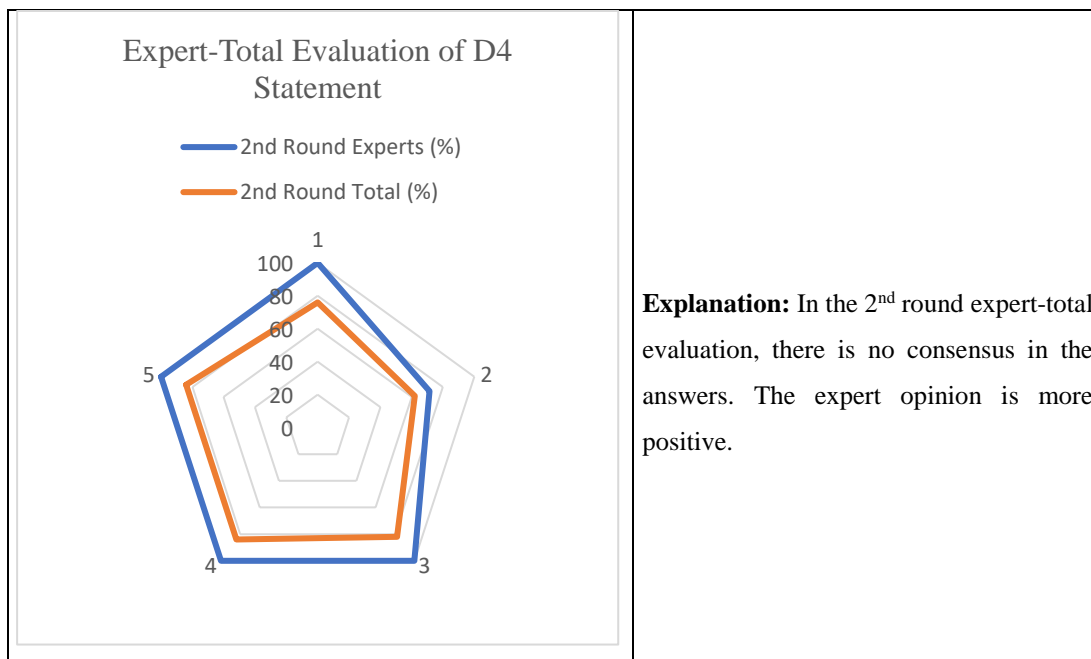 Expert-Total Evaluation of D4
Statement
2nd Round Experts (%)
2nd Round Total (%)
1
100
80
60
40
20
0
2
5
4
3
Explanation: In the 2nd round expert-total
evaluation, there is no consensus in the
answers. The expert opinion is more
positive.